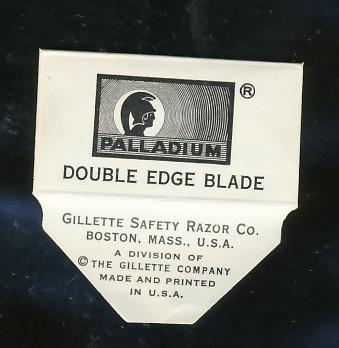 ®
PALLADIUM
DOUBLE EDGE BLADE
GILLETTE SAFETY RAZOR CO.
BOSTON, MASS., U.S.A.
A DIVISION OF
© THE GILLETTE COMPANY
MADE AND PRINTED
IN U.S.A.